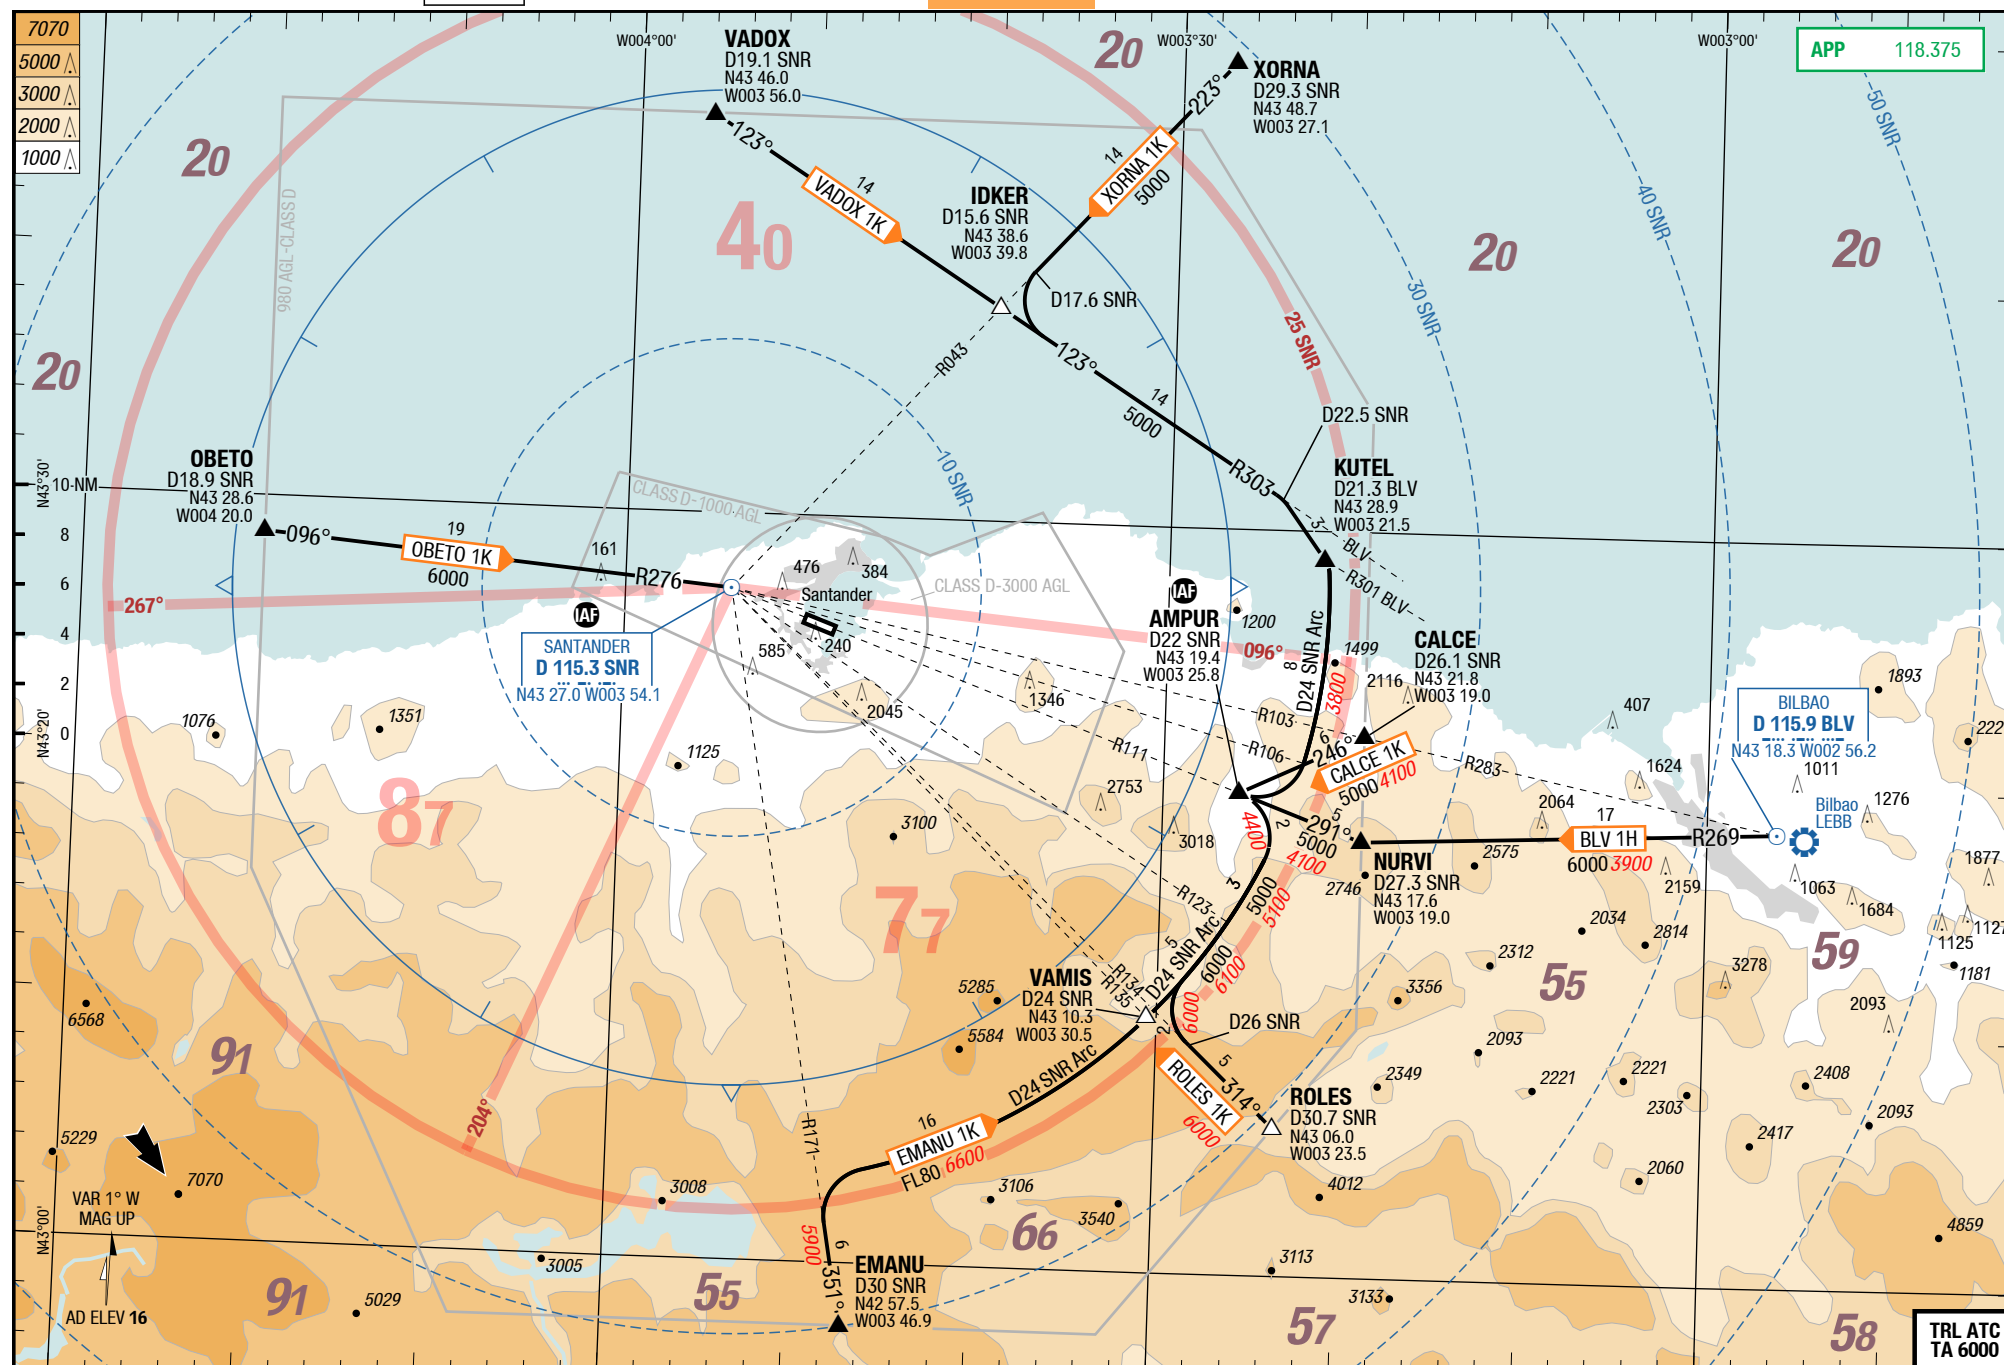 7070
5000
3000
2000
1000
W004°00'
W003°30'
W003°00'
APP 118.375
VADOX
D19.1 SNR
N43 46.0
W003 56.0
XORNA
D29.3 SNR
N43 48.7
W003 27.1
223°
123°
14
VADOX 1K
14
XORNA 1K
5000
20
20
20
20
20
40
50 SNR
40 SNR
30 SNR
25 SNR
10 SNR
980 AGL-CLASS D
IDKER
D15.6 SNR
N43 38.6
W003 39.8
D17.6 SNR
R043
123°
14
5000
R303
D22.5 SNR
KUTEL
D21.3 BLV
N43 28.9
W003 21.5
3
BLV
R301 BLV
OBETO
D18.9 SNR
N43 28.6
W004 20.0
N43°30'
10 NM
8
6
4
2
0
N43°20'
N43°00'
096°
19
OBETO 1K
6000
R276
161
CLASS D-1000 AGL
CLASS D-3000 AGL
476
384
Santander
585
240
267°
IAF
SANTANDER
D 115.3 SNR
N43 27.0 W003 54.1
IAF
AMPUR
D22 SNR
N43 19.4
W003 25.8
1200
096°
1499
8
D24 SNR Arc
3800
2116
CALCE
D26.1 SNR
N43 21.8
W003 19.0
407
BILBAO
D 115.9 BLV
N43 18.3 W002 56.2
1893
222
1076
1351
1125
2045
1346
R103
R106
R111
6
246°
CALCE 1K
5000 4100
R283
1624
1011
1276
Bilbao
LEBB
87
2753
3100
3018
4400
2
5
291°
5000
4100
2064
17
BLV 1H
R269
6000 3900
NURVI
D27.3 SNR
N43 17.6
W003 19.0
2746
2575
2159
1063
1684
1877
1127
1125
1181
77
R123
R134
R135
3
5000
5100
5
D24 SNR Arc
6000
6100
2312
2034
2814
55
59
3278
2093
VAMIS
D24 SNR
N43 10.3
W003 30.5
5285
5584
6568
91
6000
2
D26 SNR
3356
2093
2349
2221
2221
2303
2408
2093
2417
2060
D24 SNR Arc
ROLES 1K
6000
5
314°
ROLES
D30.7 SNR
N43 06.0
W003 23.5
204°
R171
16
EMANU 1K
FL80 6600
5229
7070
VAR 1° W
MAG UP
AD ELEV 16
3008
3005
5029
91
55
5900
6
351°
EMANU
D30 SNR
N42 57.5
W003 46.9
3106
3540
66
4012
3113
3133
57
58
4859
TRL ATC
TA 6000